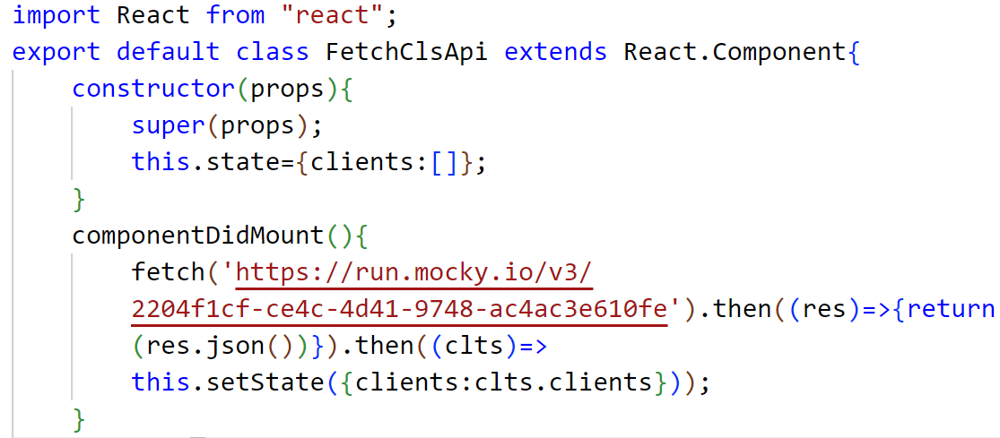 import React from "react";
export default class FetchClsApi extends React.Component{
constructor(props){
super(props);
this.state={clients:[]};
}
componentDidMount(){
fetch('https://run.mocky.io/v3/
2204f1cf-ce4c-4d41-9748-ac4ac3e610fe').then((res)=>{return
(res.json())}).then((clts)=>
this.setState({clients:clts.clients}));
}